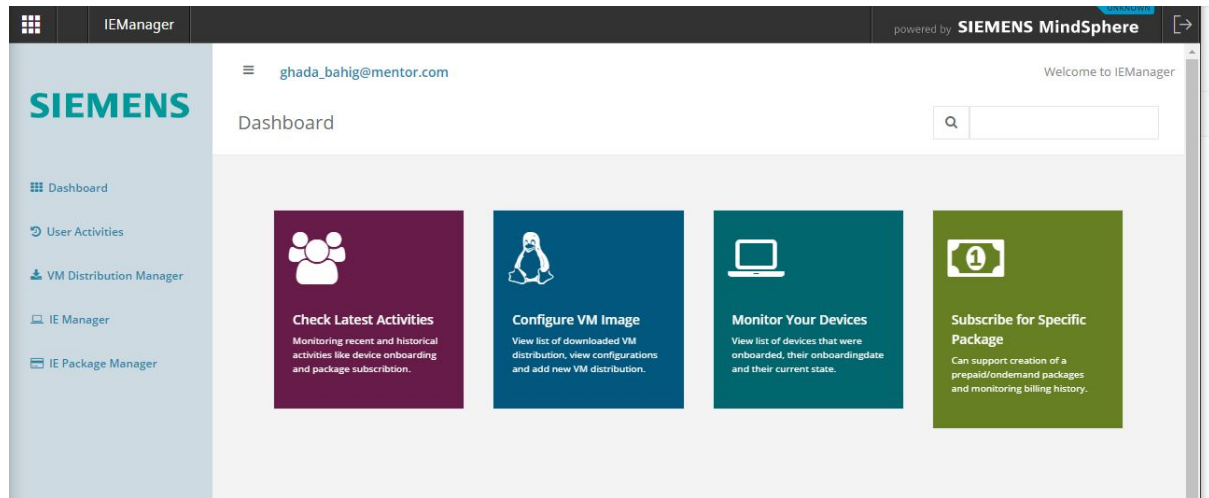 IEManager
UNKNOWN
powered by SIEMENS MindSphere
SIEMENS
ghada_bahig@mentor.com
Welcome to IEManager
Dashboard
Dashboard
User Activities
VM Distribution Manager
IE Manager
IE Package Manager
Check Latest Activities
Monitoring recent and historical
activities like device onboarding
and package subscribtion.
Configure VM Image
View list of downloaded VM
distribution, view configurations
and add new VM distribution.
Monitor Your Devices
View list of devices that were
onboarded, their onboardingdate
and their current state.
1
Subscribe for Specific
Package
Can support creation of a
prepaid/ondemand packages
and monitoring billing history.